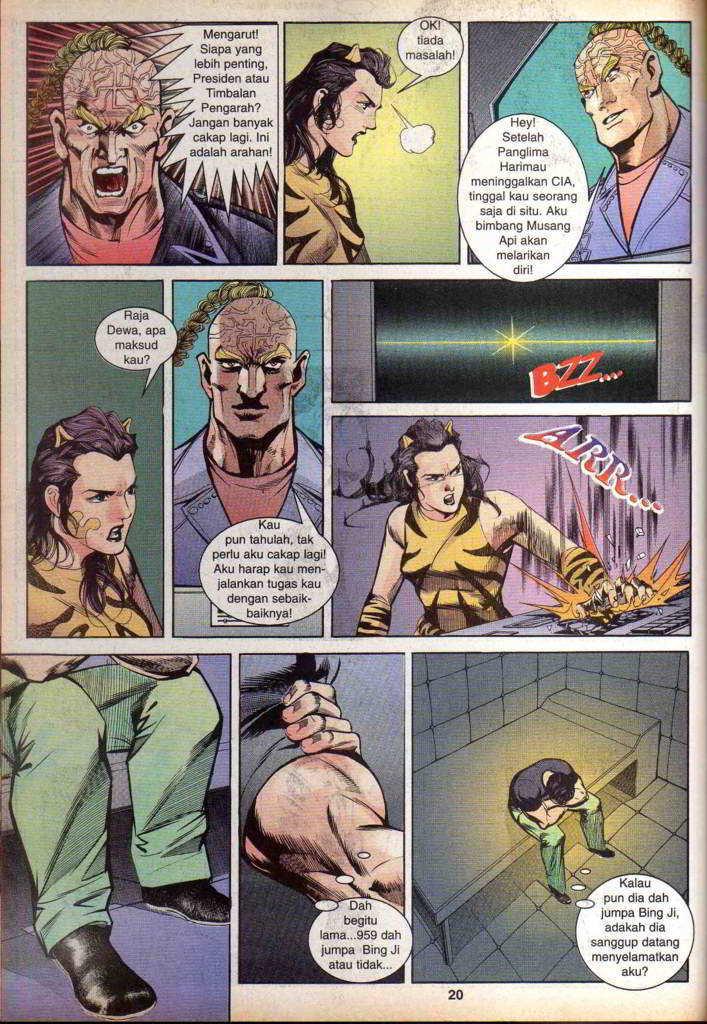 Mengarut!
Siapa yang
lebih penting,
Presiden atau
Timbalan
Pengarah?
Jangan banyak
cakap lagi. Ini
adalah arahan!
OK!
tiada
masalah!
Hey!
Setelah
Panglima
Harimau
meninggalkan CIA,
tinggal kau seorang
saja di situ. Aku
bimbang Musang
Api akan
melarikan
diri!
Raja
Dewa, apa
maksud
kau?
Kau
pun tahulah, tak
perlu aku cakap lagi!
Aku harap kau men-
jalankan tugas kau
dengan sebaik-
baiknya!
BZZ...
ARR...
Dah
begitu
lama...959 dah
jumpa Bing Ji
atau tidak...
Kalau
pun dia dah
jumpa Bing Ji,
adakah dia
sanggup datang
menyelamatkan
aku?
20